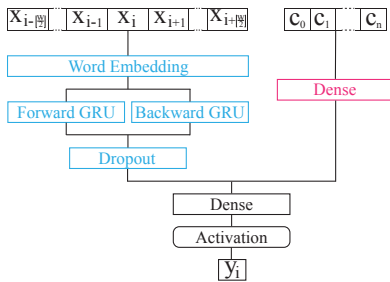 x_{i-⌊w/2⌋} ... x_{i-1} x_i x_{i+1} ... x_{i+⌊w/2⌋} c_0 c_1 ... c_n
Word Embedding
Dense
Forward GRU Backward GRU
Dropout
Dense
Activation
y_i